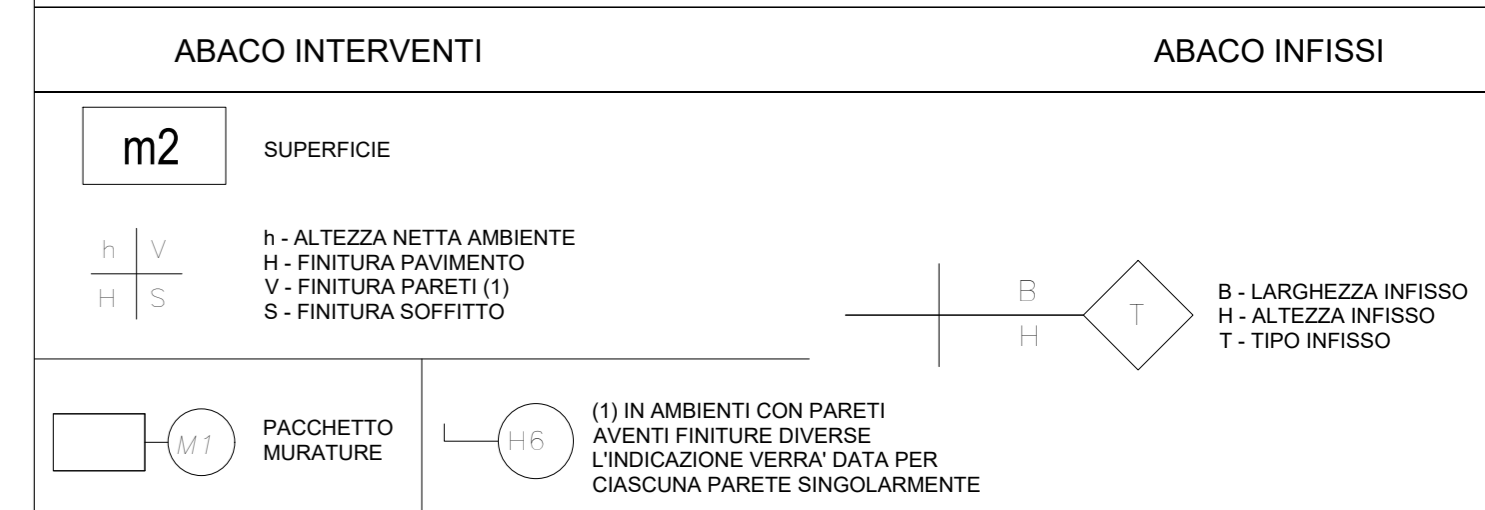 ABACO INTERVENTI
ABACO INFISSI
m2
SUPERFICIE
h V
H S
h - ALTEZZA NETTA AMBIENTE
H - FINITURA PAVIMENTO
V - FINITURA PARETI (1)
S - FINITURA SOFFITTO
B
H
T
B - LARGHEZZA INFISSO
H - ALTEZZA INFISSO
T - TIPO INFISSO
M1
PACCHETTO
MURATURE
H6
(1) IN AMBIENTI CON PARETI
AVENTI FINITURE DIVERSE
L'INDICAZIONE VERRA' DATA PER
CIASCUNA PARETE SINGOLARMENTE